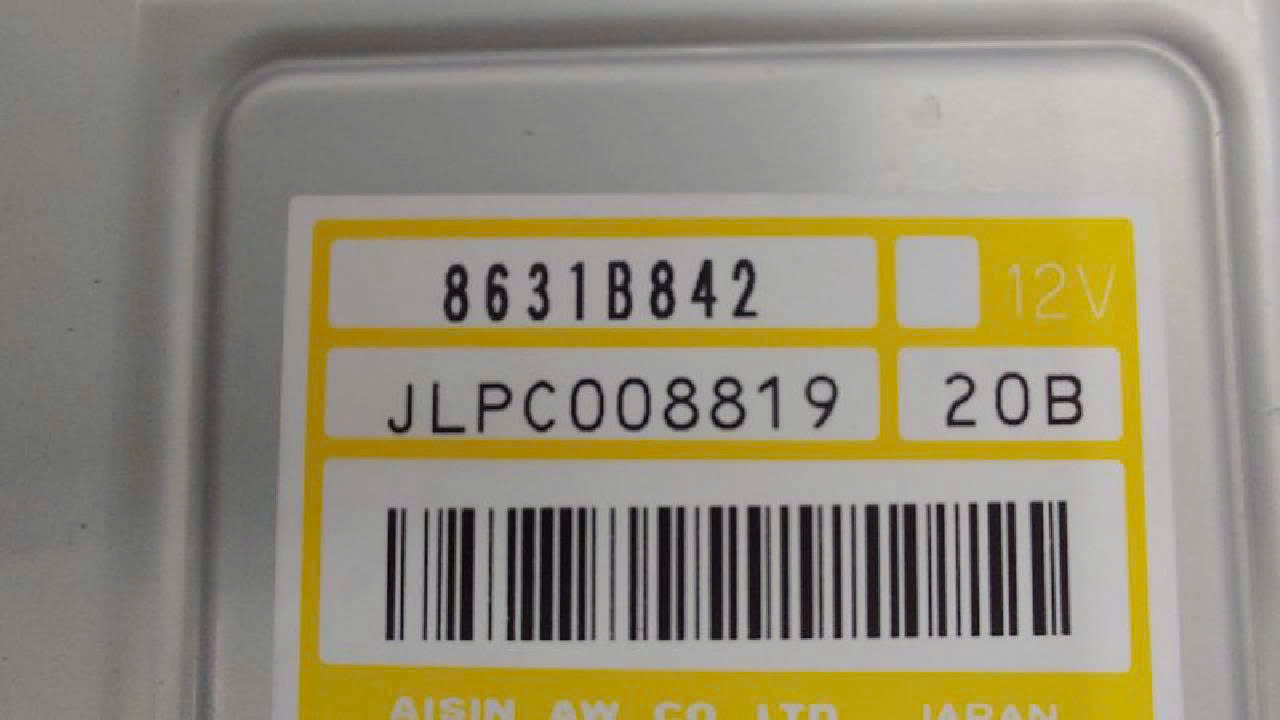 8631B842
12V
JLPC008819
20B
AISIN AW CO LTD JAPAN